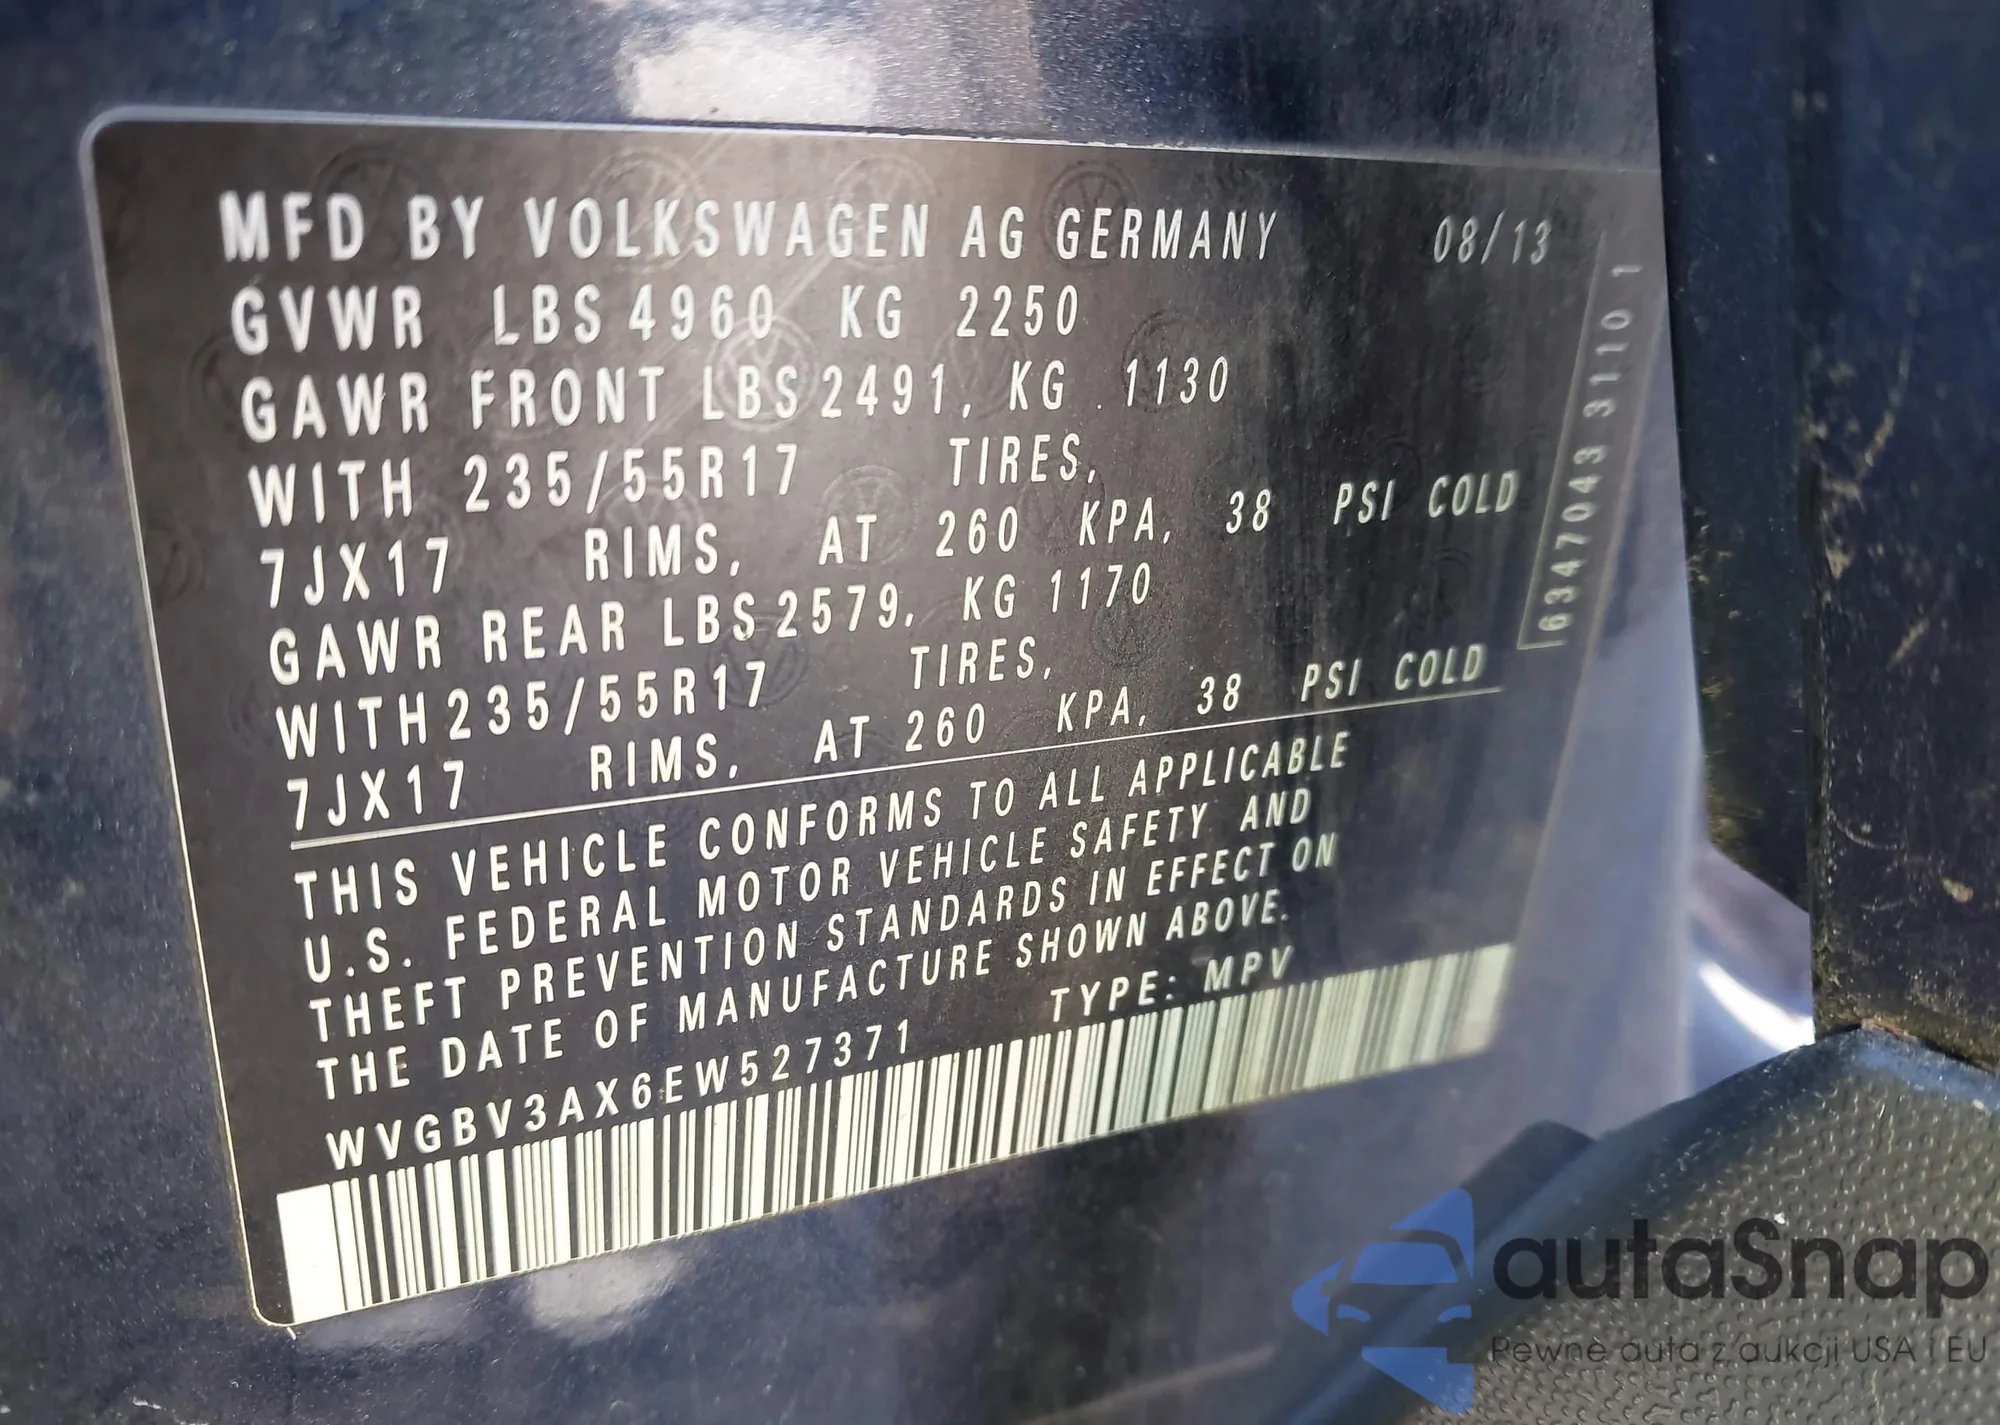 MFD BY VOLKSWAGEN AG GERMANY 08/13
GVWR LBS 4960 KG 2250
GAWR FRONT LBS 2491, KG 1130
WITH 235/55R17 TIRES,
7JX17 RIMS, AT 260 KPA, 38 PSI COLD
GAWR REAR LBS 2579, KG 1170
WITH 235/55R17 TIRES,
7JX17 RIMS, AT 260 KPA, 38 PSI COLD
THIS VEHICLE CONFORMS TO ALL APPLICABLE
U.S. FEDERAL MOTOR VEHICLE SAFETY AND
THEFT PREVENTION STANDARDS IN EFFECT ON
THE DATE OF MANUFACTURE SHOWN ABOVE.
WVGBV3AX6EW527371 TYPE: MPV
6347043 3110 1
autaSnap
Pewne auta z aukcji USA i EU